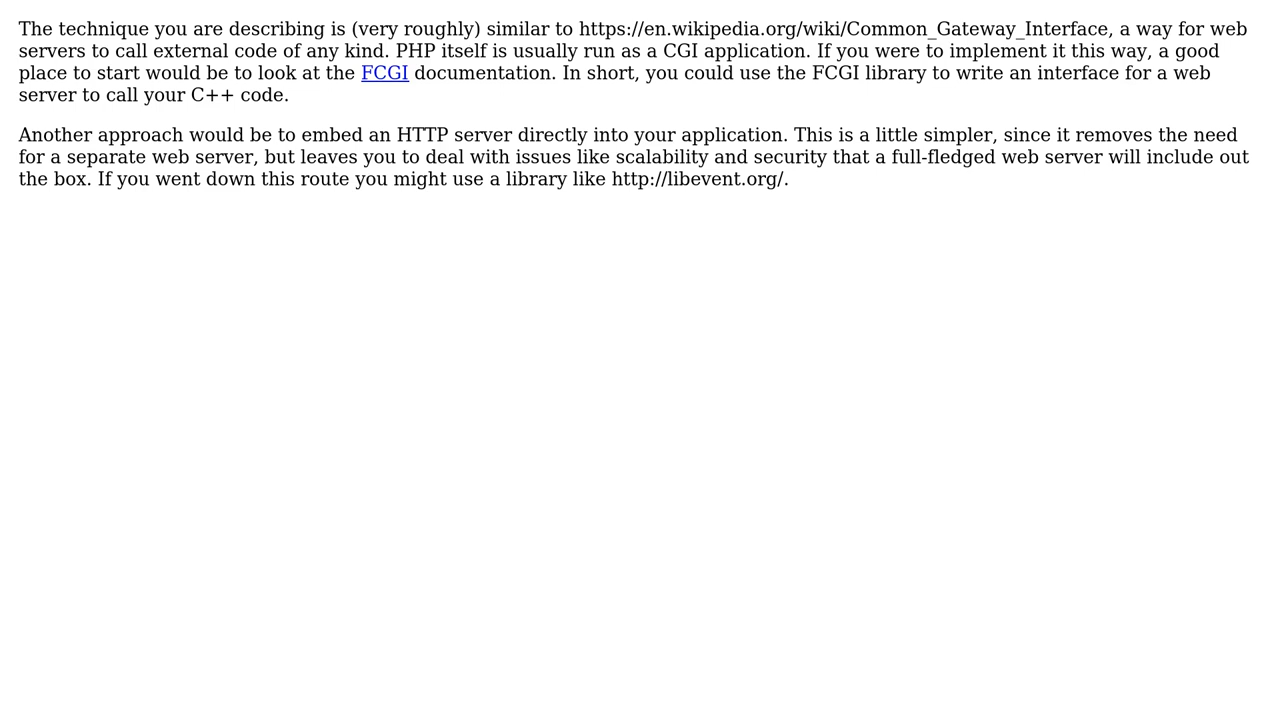 The technique you are describing is (very roughly) similar to https://en.wikipedia.org/wiki/Common_Gateway_Interface, a way for web
servers to call external code of any kind. PHP itself is usually run as a CGI application. If you were to implement it this way, a good
place to start would be to look at the FCGI documentation. In short, you could use the FCGI library to write an interface for a web
server to call your C++ code.
Another approach would be to embed an HTTP server directly into your application. This is a little simpler, since it removes the need
for a separate web server, but leaves you to deal with issues like scalability and security that a full-fledged web server will include out
the box. If you went down this route you might use a library like http://libevent.org/.